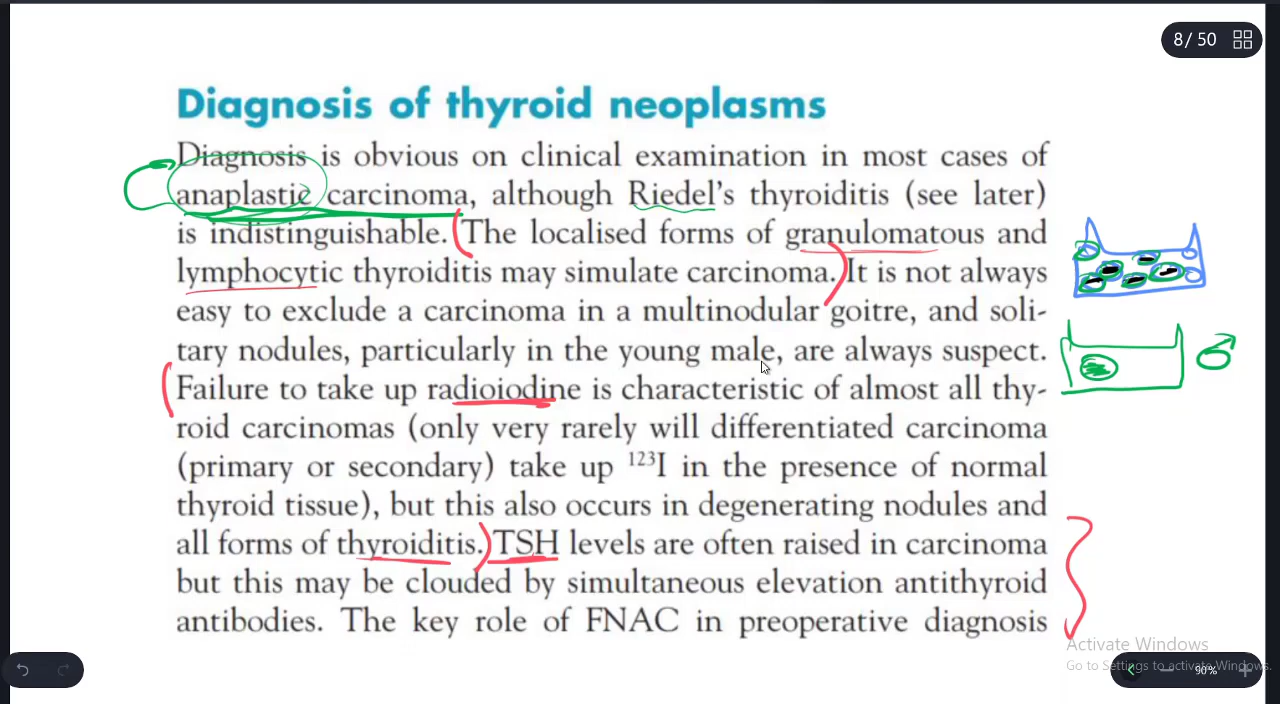 8/ 50
Diagnosis of thyroid neoplasms
Diagnosis is obvious on clinical examination in most cases of
anaplastic carcinoma, although Riedel's thyroiditis (see later)
is indistinguishable. The localised forms of granulomatous and
lymphocytic thyroiditis may simulate carcinoma. It is not always
easy to exclude a carcinoma in a multinodular goitre, and soli-
tary nodules, particularly in the young male, are always suspect.
Failure to take up radioiodine is characteristic of almost all thy-
roid carcinomas (only very rarely will differentiated carcinoma
(primary or secondary) take up ¹²³I in the presence of normal
thyroid tissue), but this also occurs in degenerating nodules and
all forms of thyroiditis. TSH levels are often raised in carcinoma
but this may be clouded by simultaneous elevation antithyroid
antibodies. The key role of FNAC in preoperative diagnosis
Activate Windows
Go to Settings to activate Windows.
90%